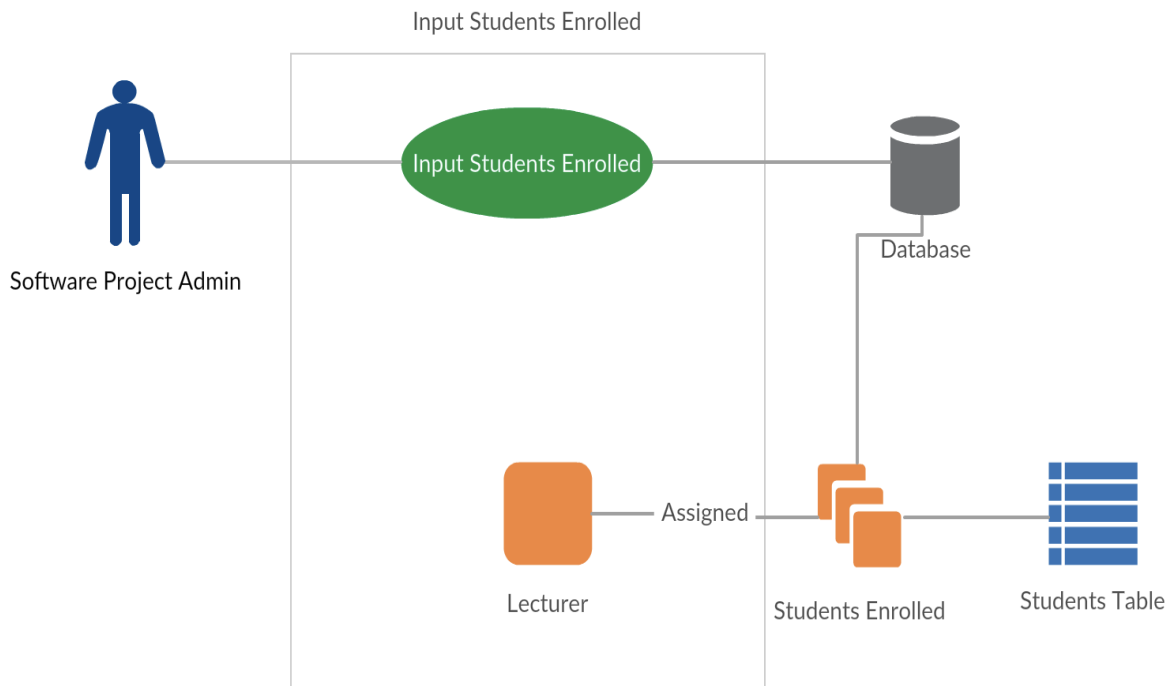 Input Students Enrolled
Input Students Enrolled
Database
Software Project Admin
Assigned
Lecturer
Students Enrolled
Students Table